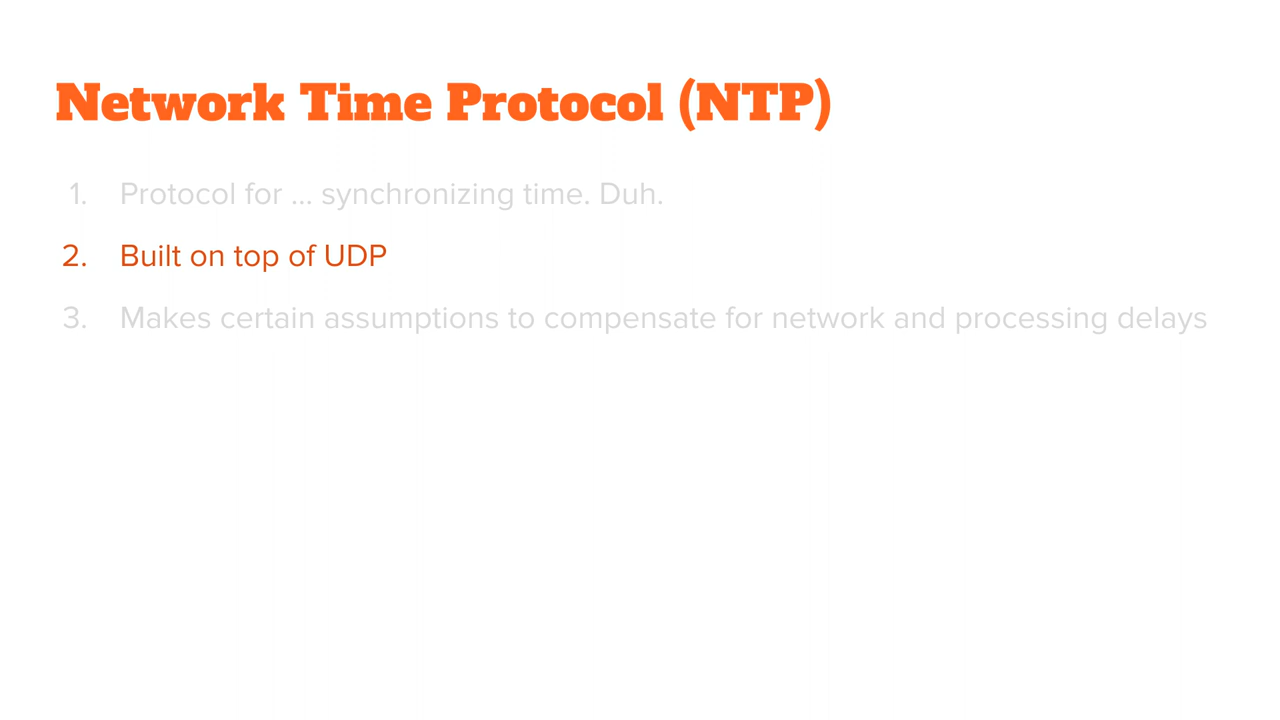 Network Time Protocol (NTP)
1. Protocol for ... synchronizing time. Duh.
2. Built on top of UDP
3. Makes certain assumptions to compensate for network and processing delays